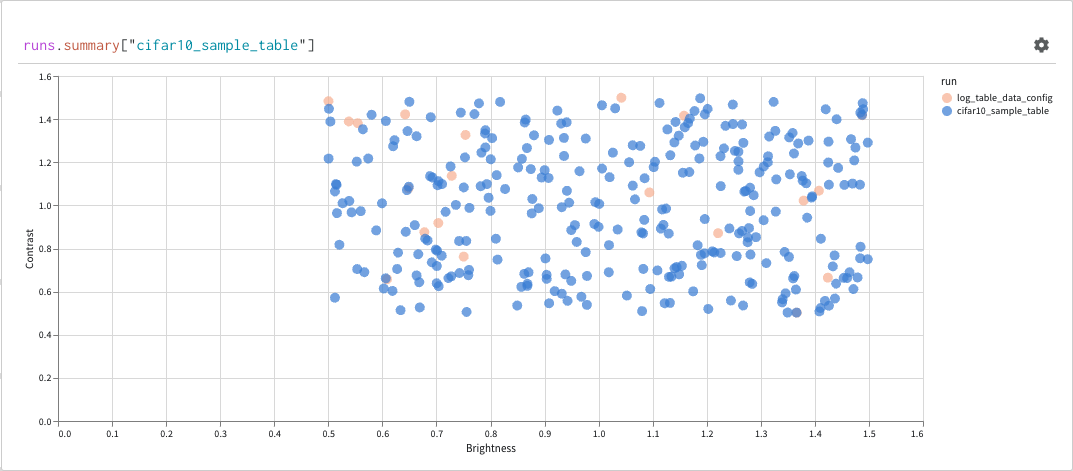 runs.summary["cifar10_sample_table"]
run
log_table_data_config
cifar10_sample_table
1.6
1.4
1.2
1.0
0.8
0.6
0.4
0.2
0.0
Contrast
0.0 0.1 0.2 0.3 0.4 0.5 0.6 0.7 0.8 0.9 1.0 1.1 1.2 1.3 1.4 1.5 1.6
Brightness